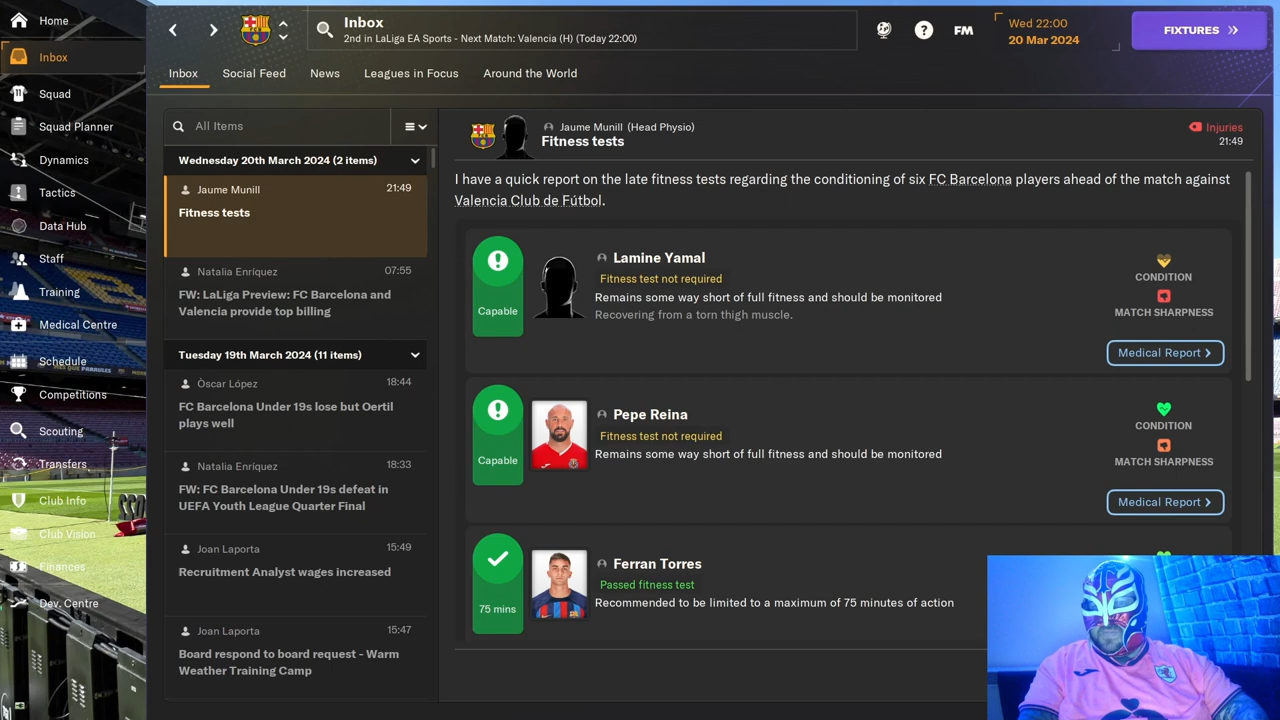 Home
Inbox
Squad
Squad Planner
Dynamics
Tactics
Data Hub
Staff
Training
Medical Centre
Schedule
Competitions
Scouting
Transfers
Club Info
Club Vision
Finances
Dev. Centre
Inbox
2nd in LaLiga EA Sports - Next Match: Valencia (H) (Today 22:00)
FM
Wed 22:00
20 Mar 2024
FIXTURES
Inbox
Social Feed
News
Leagues in Focus
Around the World
All Items
Wednesday 20th March 2024 (2 items)
Jaume Munill
21:49
Fitness tests
Natalia Enríquez
07:55
FW: LaLiga Preview: FC Barcelona and
Valencia provide top billing
Tuesday 19th March 2024 (11 items)
Òscar López
18:44
FC Barcelona Under 19s lose but Oertil
plays well
Natalia Enríquez
18:33
FW: FC Barcelona Under 19s defeat in
UEFA Youth League Quarter Final
Joan Laporta
15:49
Recruitment Analyst wages increased
Joan Laporta
15:47
Board respond to board request - Warm
Weather Training Camp
Jaume Munill (Head Physio)
Fitness tests
Injuries
21:49
I have a quick report on the late fitness tests regarding the conditioning of six FC Barcelona players ahead of the match against
Valencia Club de Fútbol.
Capable
Lamine Yamal
Fitness test not required
Remains some way short of full fitness and should be monitored
Recovering from a torn thigh muscle.
CONDITION
MATCH SHARPNESS
Medical Report
Capable
Pepe Reina
Fitness test not required
Remains some way short of full fitness and should be monitored
CONDITION
MATCH SHARPNESS
Medical Report
75 mins
Ferran Torres
Passed fitness test
Recommended to be limited to a maximum of 75 minutes of action